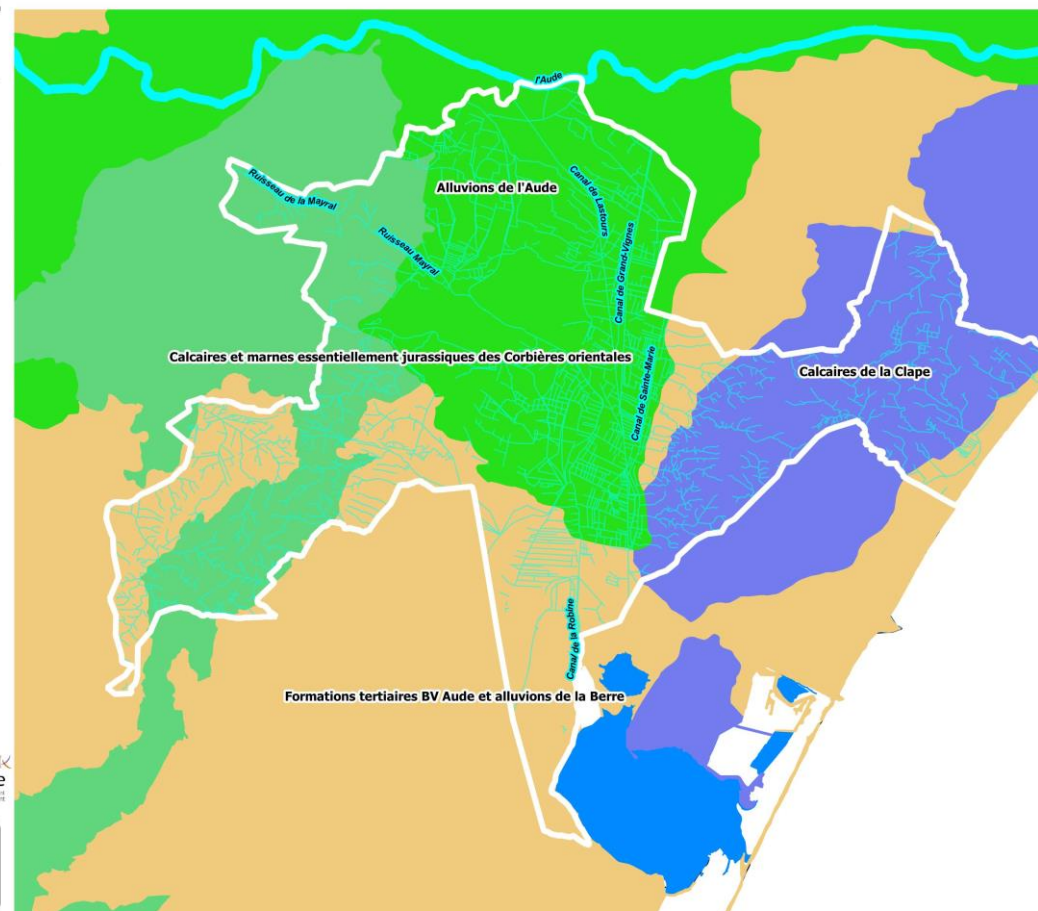 l'Aude
Alluvions de l'Aude
Canal de Lastours
Ruisseau de la Mayral
Ruisseau Mayral
Canal de Grand-Vignes
Calcaires et marnes essentiellement jurassiques des Corbières orientales
Calcaires de la Clape
Canal de Sainte-Marie
Canal de la Robine
Formations tertiaires BV Aude et alluvions de la Berre